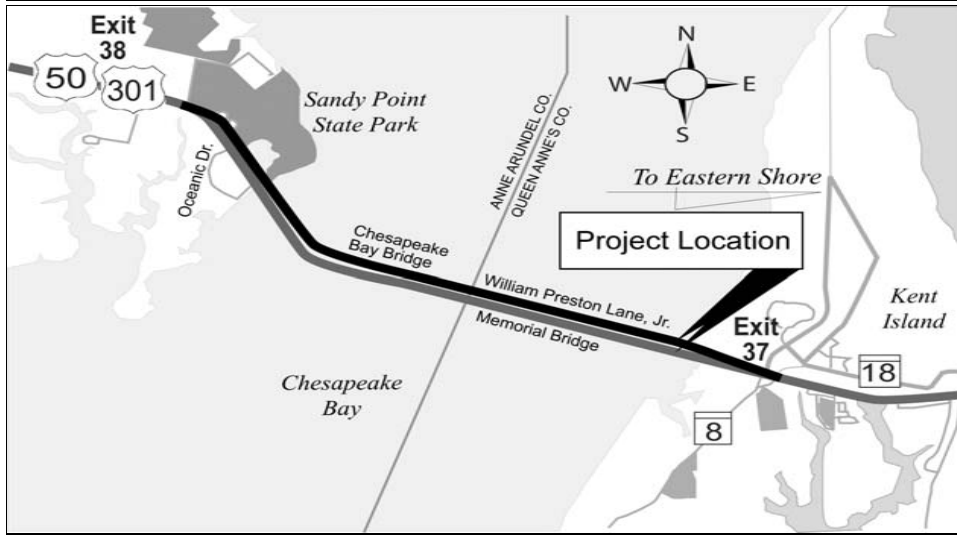 Exit
38
50
301
Sandy Point
State Park
Oceanic Dr.
N
W
E
S
ANNE ARUNDEL CO.
QUEEN ANNE'S CO.
To Eastern Shore
Project Location
Chesapeake
Bay Bridge
William Preston Lane, Jr.
Memorial Bridge
Exit
37
Kent
Island
18
8
Chesapeake
Bay